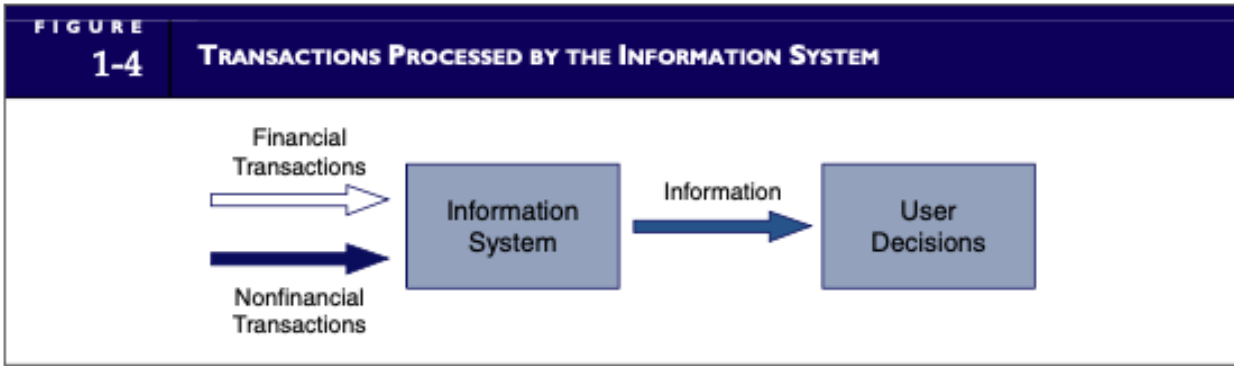 FIGURE
1-4
TRANSACTIONS PROCESSED BY THE INFORMATION SYSTEM
Financial
Transactions
Information
System
Information
User
Decisions
Nonfinancial
Transactions